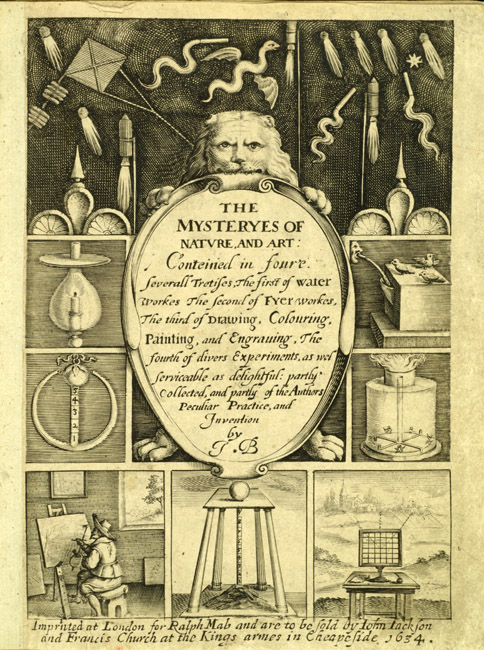 THE
MYSTERYES OF
NATVRE, AND ART:
Conteined in foure
severall Tretises, The first of water
workes The second of Fyer workes,
The third of Drawing, Colouring,
Painting, and Engraving, The
fourth of divers Experiments, as wel
serviceable as delightful: partly
Collected, and partly of the Authors
Peculiar Practice, and
Invention
by
J. B
5
4
3
2
1
Imprinted at London for Ralph Mab and are to be sold by Iohn Iackson
and Francis Church at the Kings armes in Cheapeside 1634.